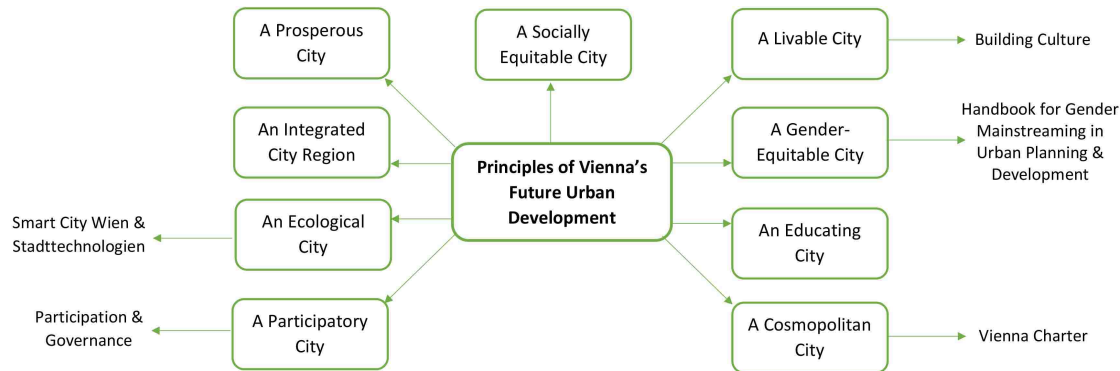 A Prosperous
City
A Socially
Equitable City
A Livable City
Building Culture
An Integrated
City Region
Principles of Vienna’s
Future Urban
Development
A Gender-
Equitable City
Handbook for Gender
Mainstreaming in
Urban Planning &
Development
Smart City Wien &
Stadttechnologien
An Ecological
City
An Educating
City
Participation &
Governance
A Participatory
City
A Cosmopolitan
City
Vienna Charter